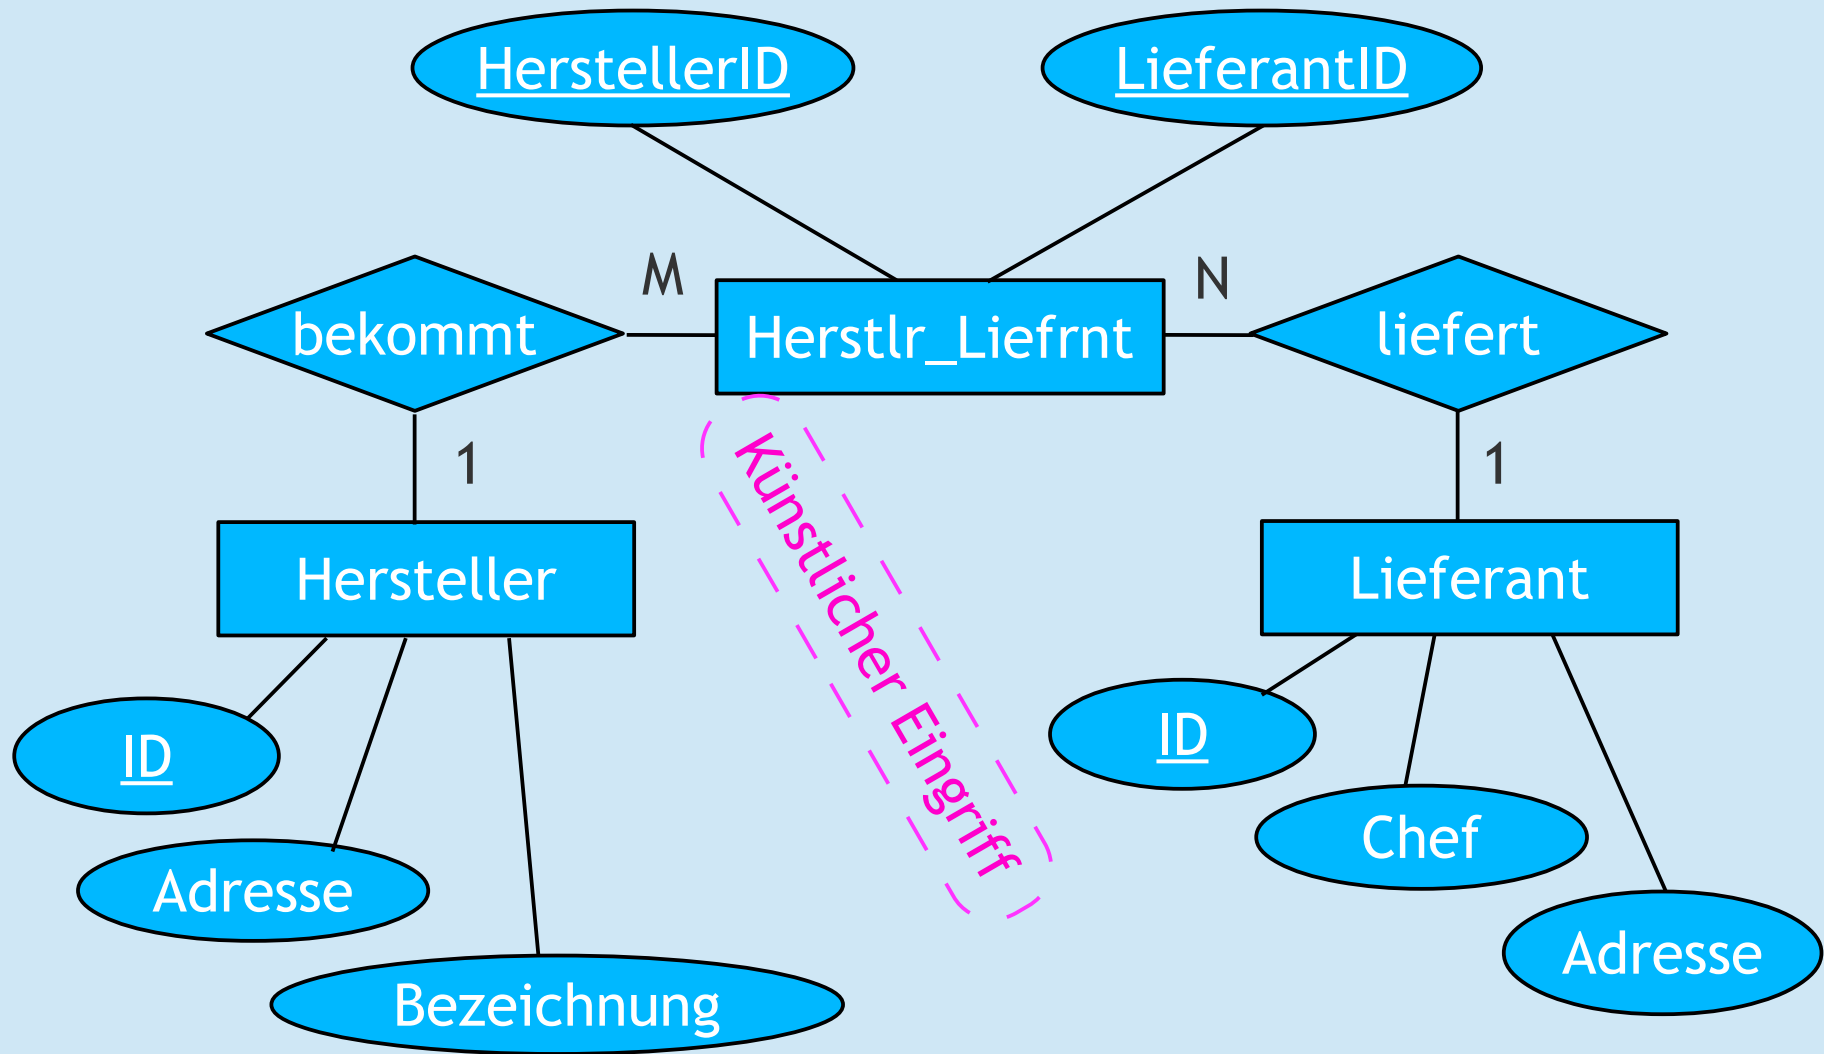 HerstellerID
LieferantID
bekommt
M
Herstlr_Liefrnt
N
liefert
1
1
Künstlicher Eingriff
Hersteller
Lieferant
ID
ID
Adresse
Chef
Bezeichnung
Adresse